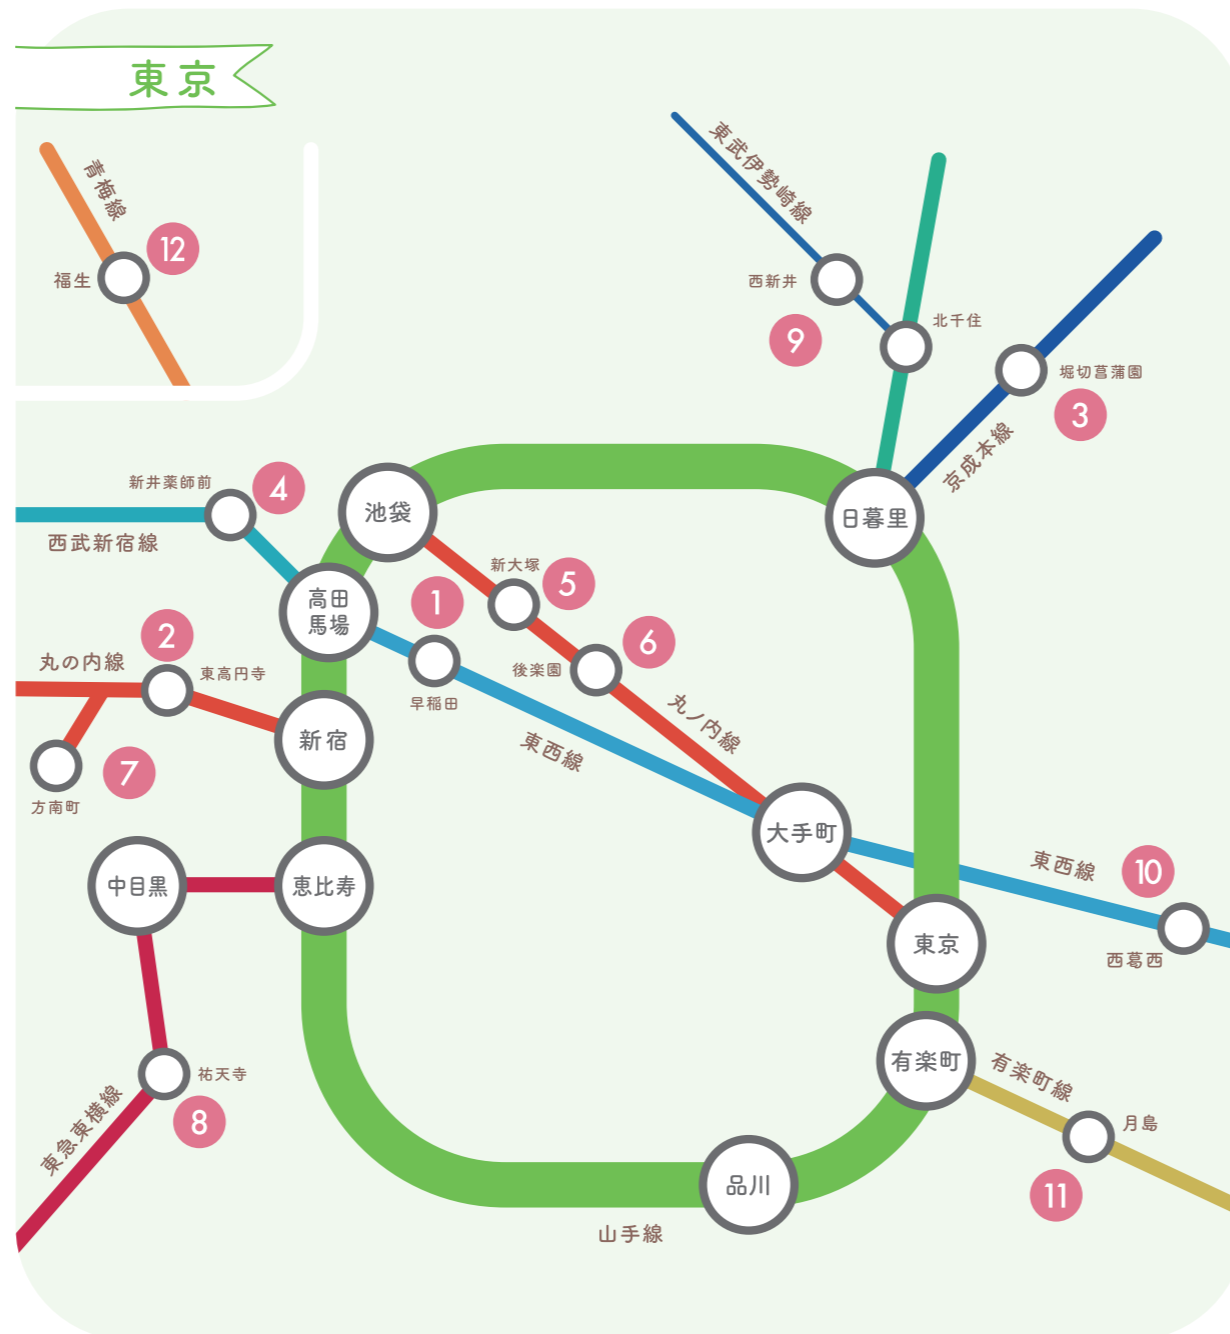 東京
青梅線
福生
12
東武伊勢崎線
西新井
9
北千住
堀切菖蒲園
3
京成本線
新井薬師前
4
西武新宿線
池袋
日暮里
高田
馬場
1
早稲田
新大塚
5
後楽園
6
丸ノ内線
東西線
丸の内線
2
東高円寺
新宿
7
方南町
大手町
東西線
10
西葛西
中目黒
恵比寿
東京
有楽町
有楽町線
月島
11
祐天寺
8
東急東横線
品川
山手線